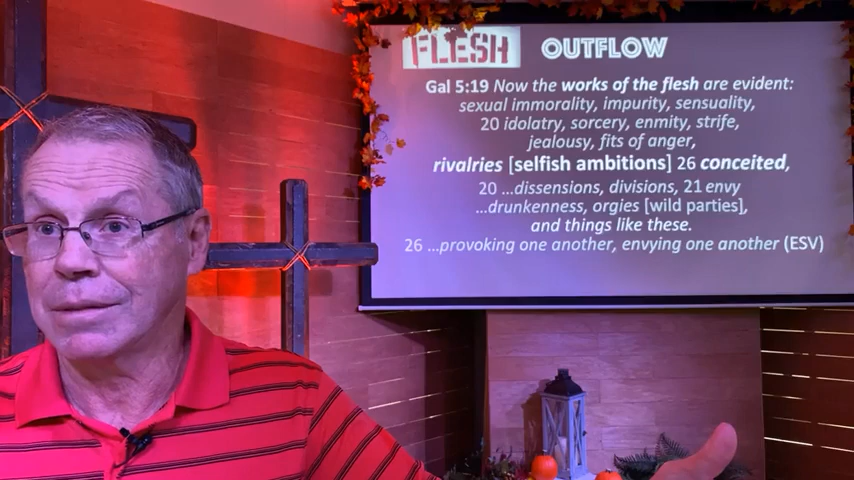 FLESH OUTFLOW
Gal 5:19 Now the works of the flesh are evident:
sexual immorality, impurity, sensuality,
20 idolatry, sorcery, enmity, strife,
jealousy, fits of anger,
rivalries [selfish ambitions] 26 conceited,
20 ...dissensions, divisions, 21 envy
...drunkenness, orgies [wild parties],
and things like these.
26 ...provoking one another, envying one another (ESV)